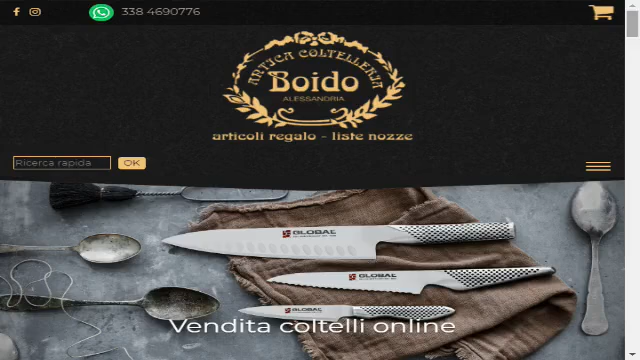 338 4690776
ANTICA COLTELLERIA
Boido
ALESSANDRIA
articoli regalo - liste nozze
Ricerca rapida
OK
GLOBAL
GLOBAL
GLOBAL
Vendita coltelli online